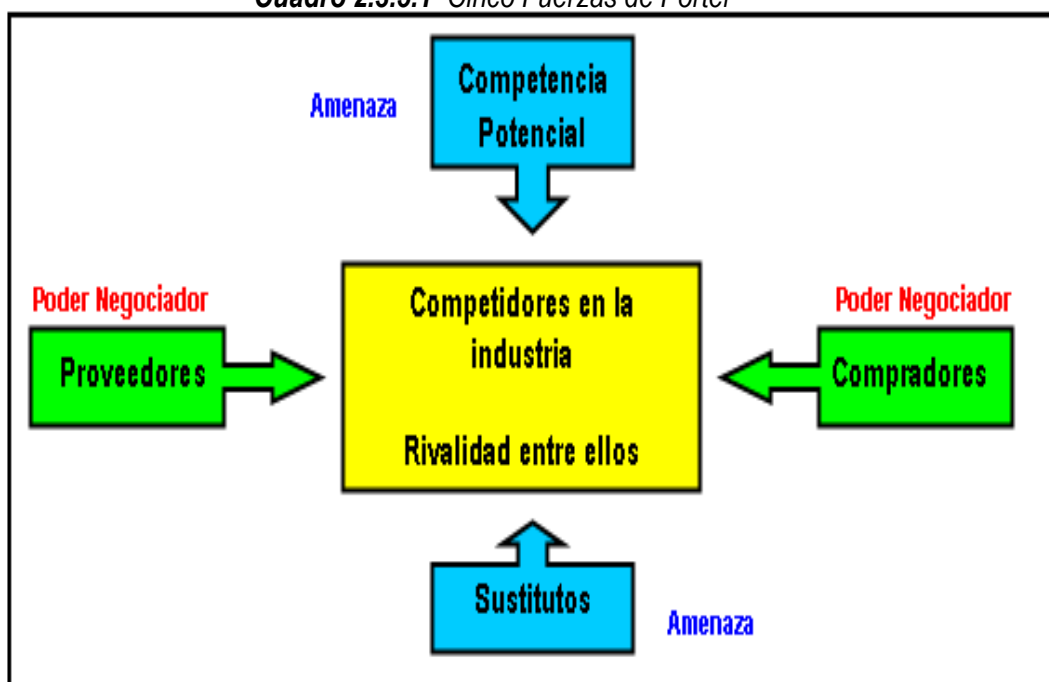 Cinco Fuerzas de Porter
Amenaza
Competencia
Potencial
Poder Negociador
Proveedores
Competidores en la
industria
Rivalidad entre ellos
Poder Negociador
Compradores
Sustitutos
Amenaza